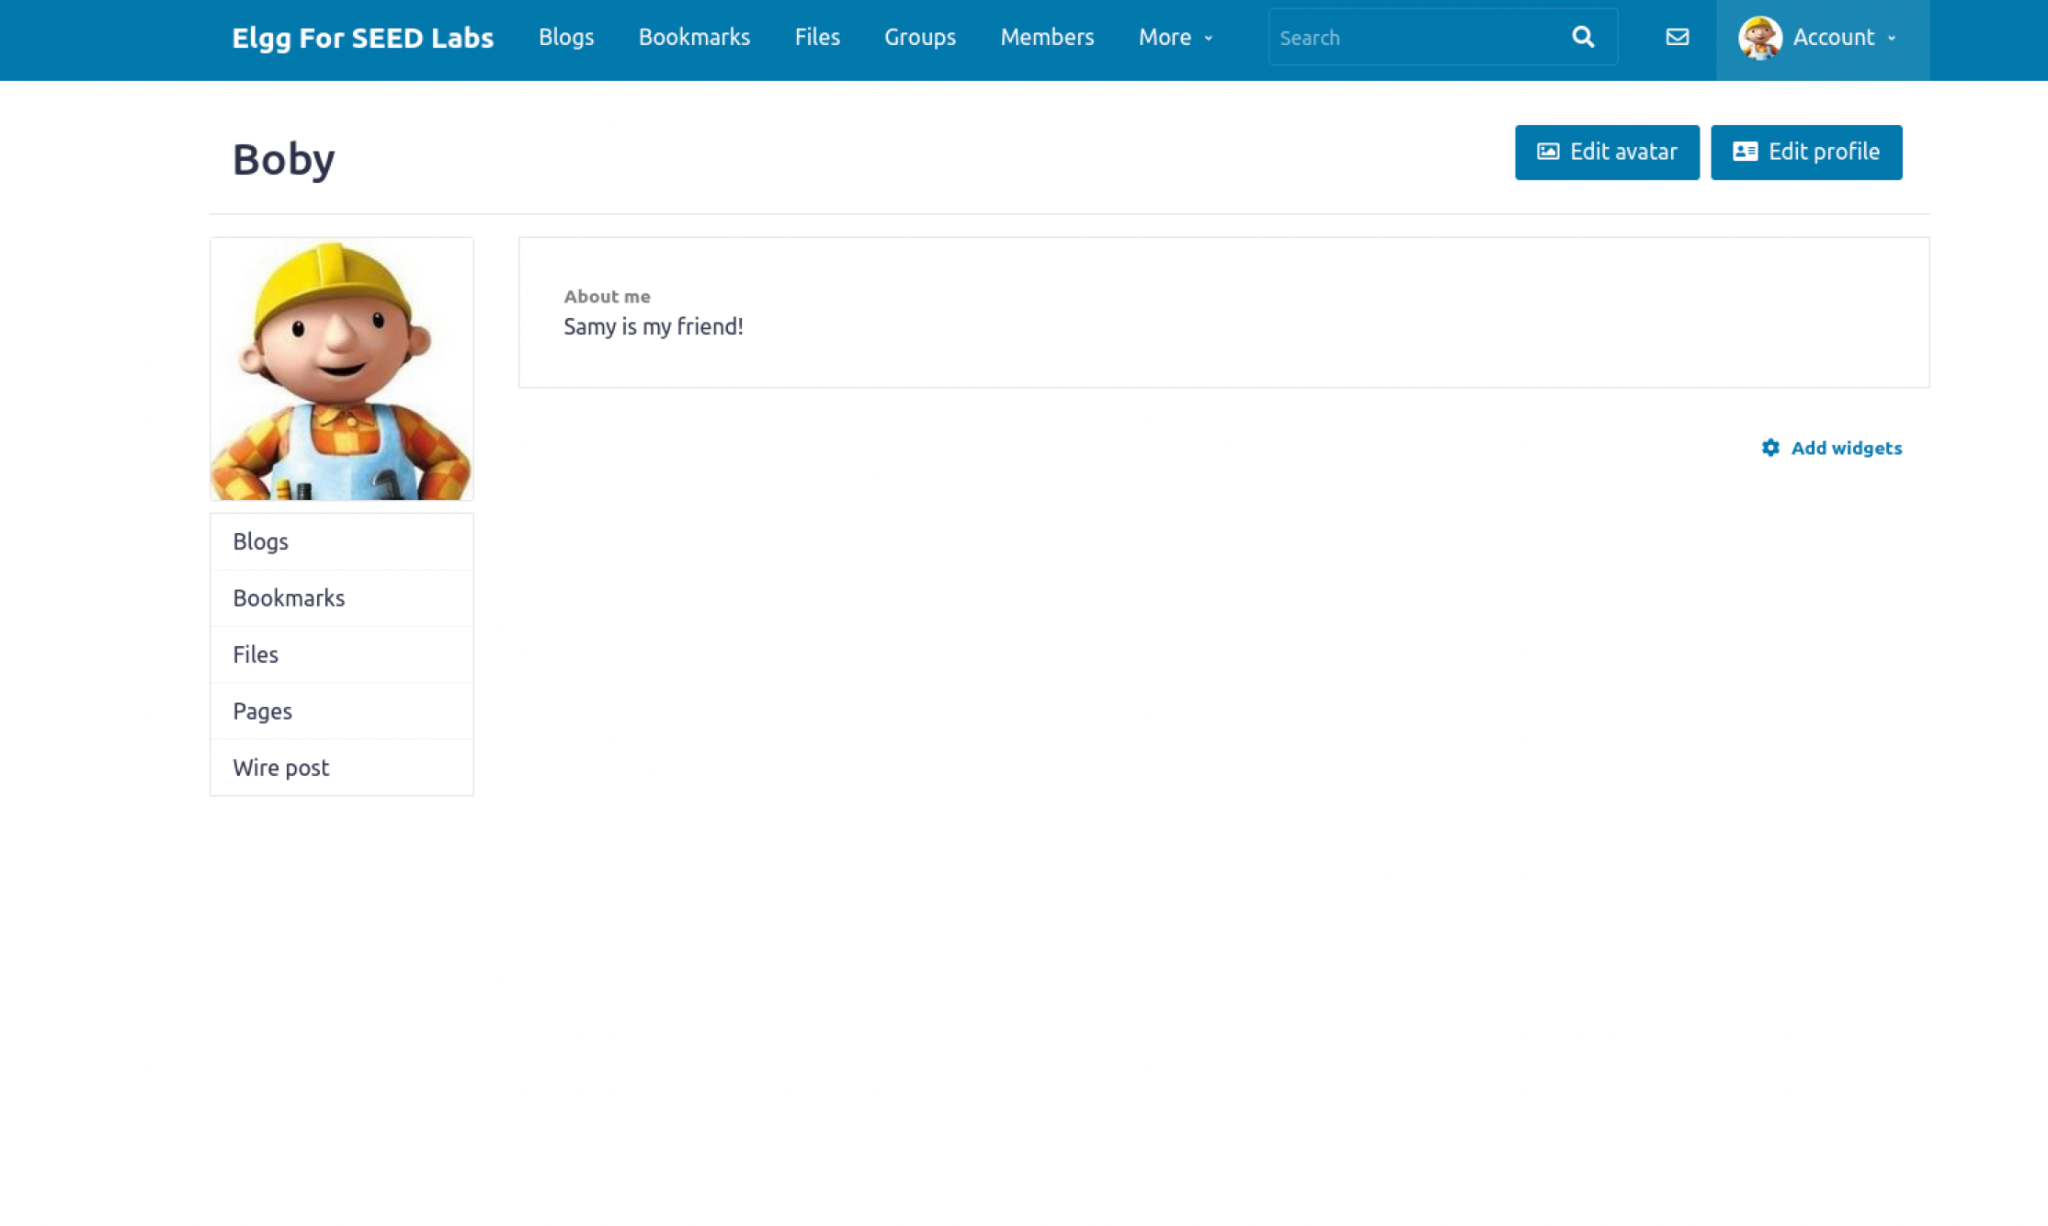 Elgg For SEED Labs Blogs Bookmarks Files Groups Members More Search Account
Boby
Edit avatar Edit profile
About me
Samy is my friend!
Add widgets
Blogs
Bookmarks
Files
Pages
Wire post